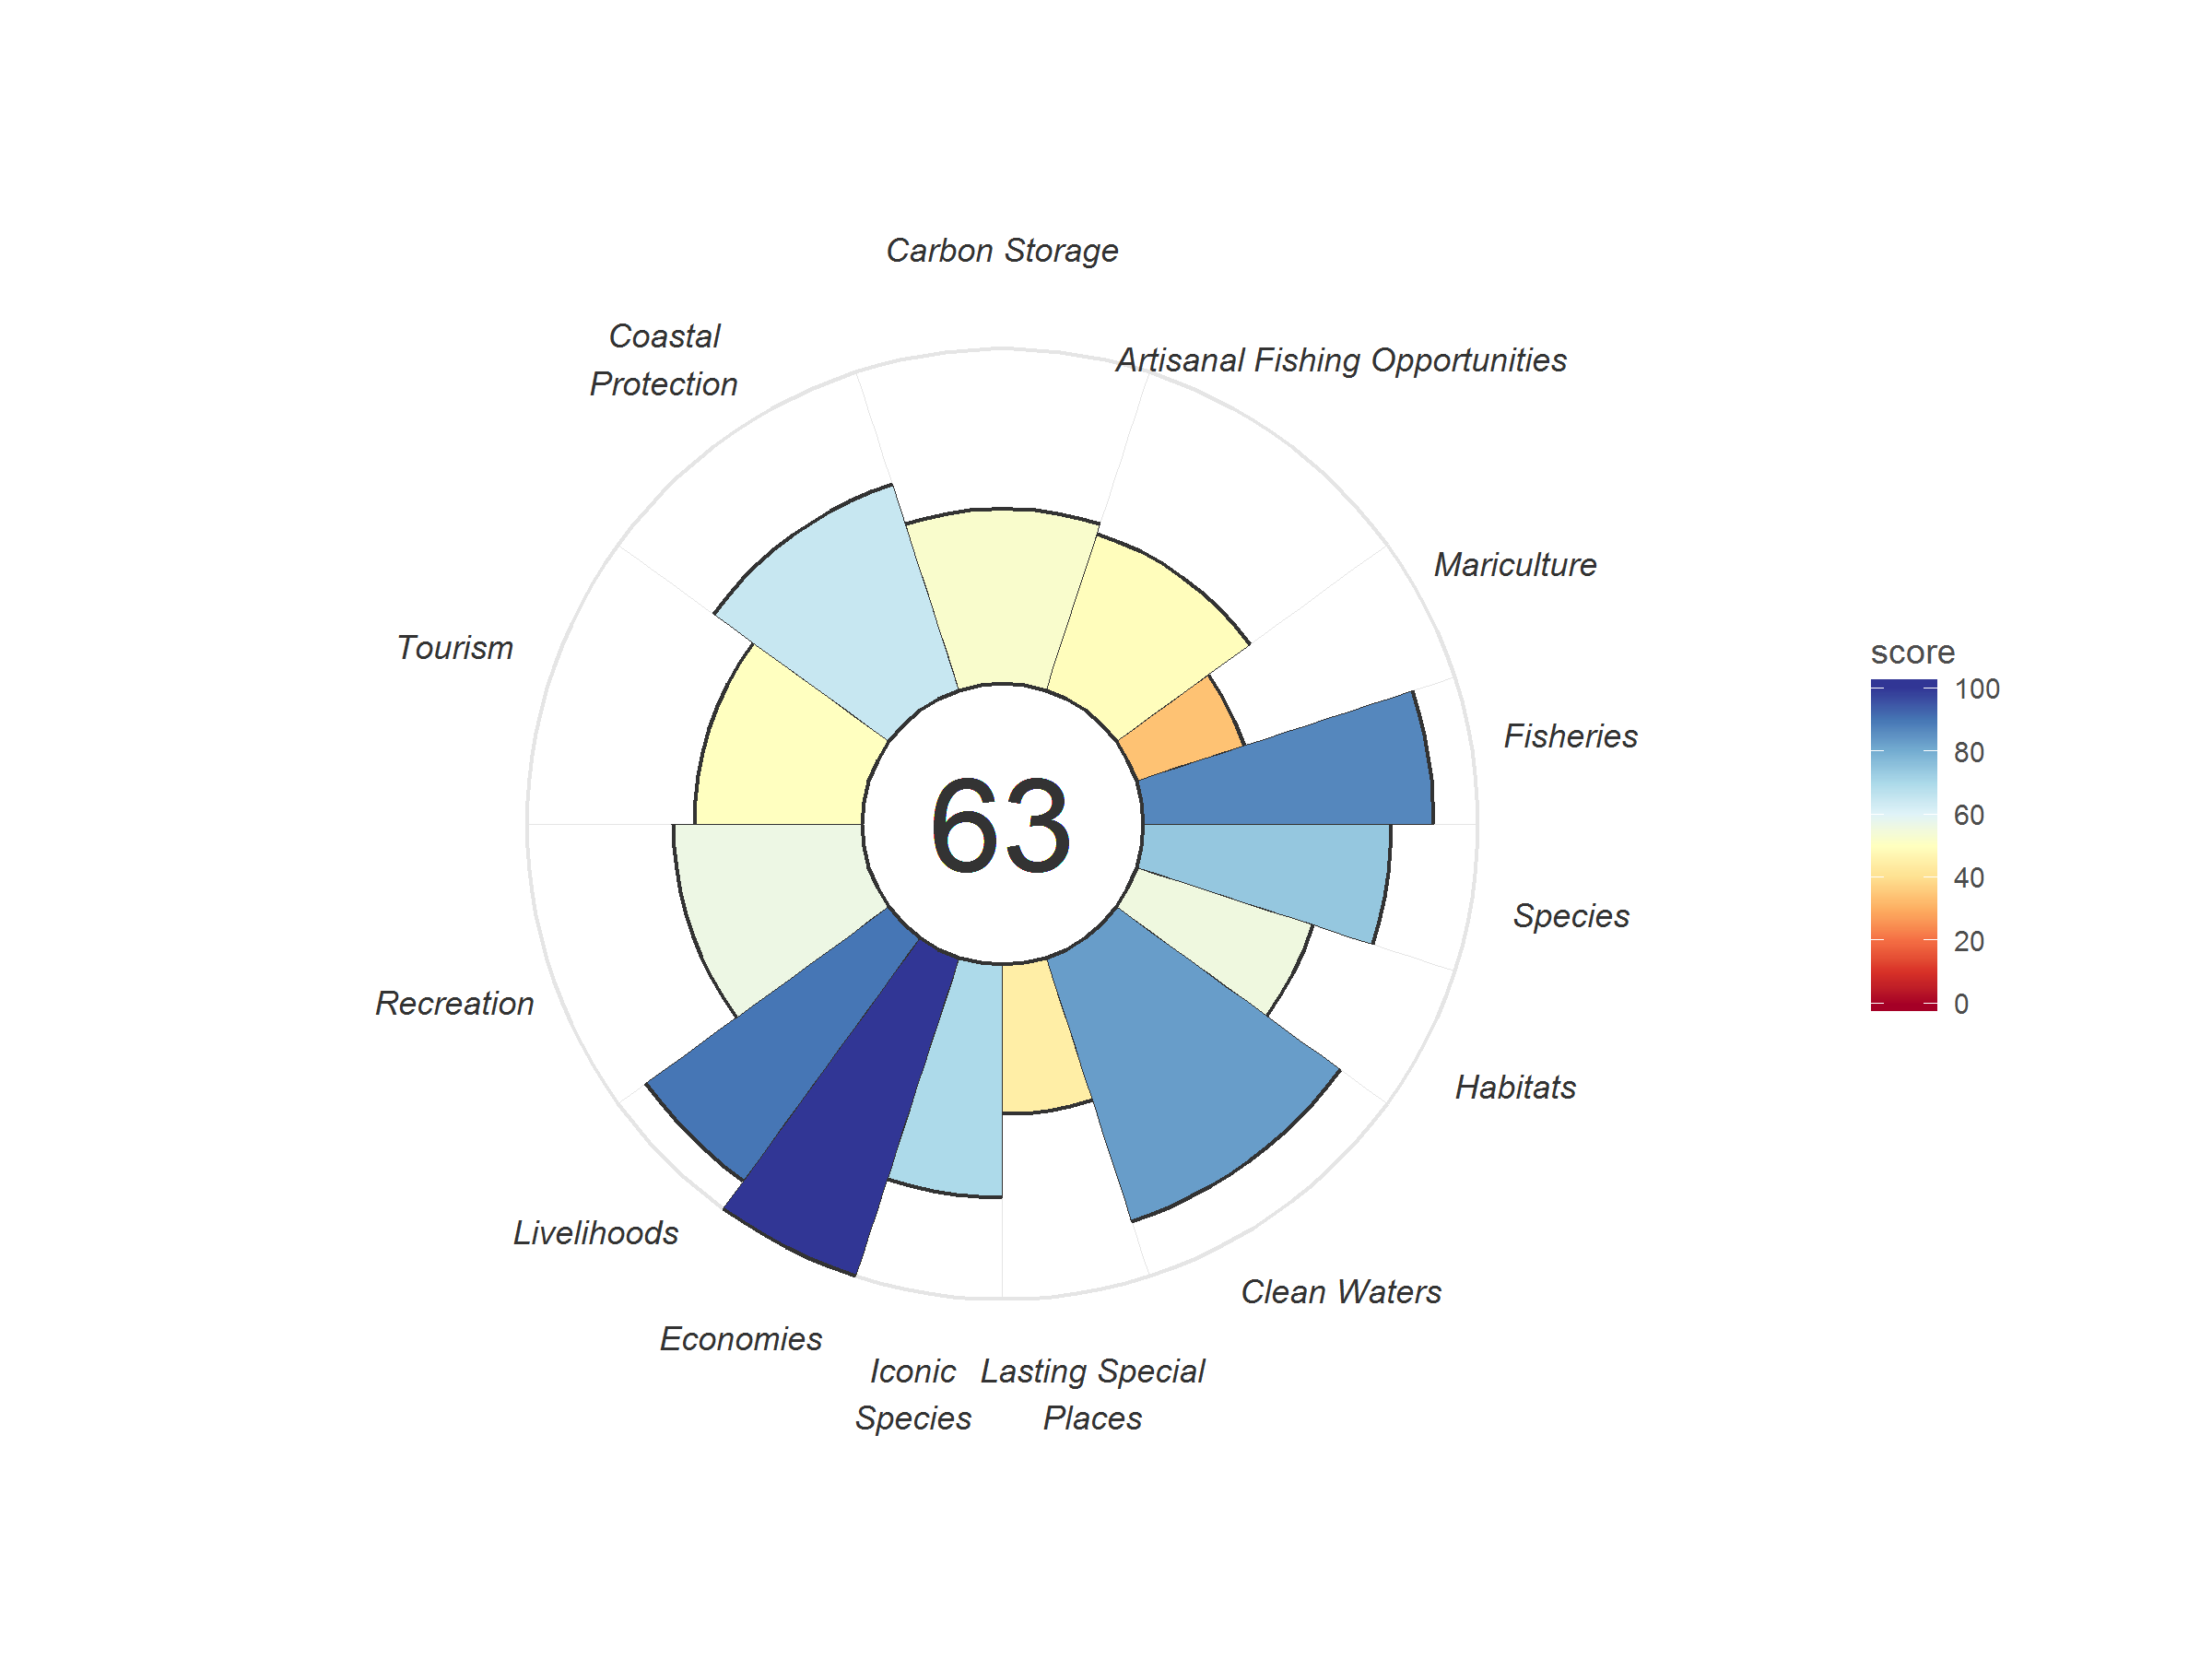 Carbon Storage
Coastal
Protection
Artisanal Fishing Opportunities
Mariculture
Tourism
Fisheries
63
Species
Recreation
Habitats
Livelihoods
Clean Waters
Economies
Iconic
Species
Lasting Special
Places
score
100
80
60
40
20
0